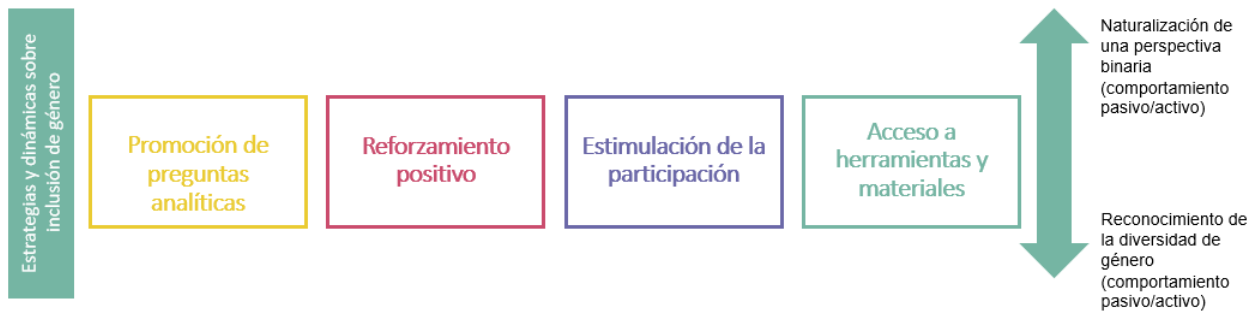 Estrategias y dinámicas sobre
inclusión de género
Promoción de
preguntas
analíticas
Reforzamiento
positivo
Estimulación de la
participación
Acceso a
herramientas y
materiales
Naturalización de
una perspectiva
binaria
(comportamiento
pasivo/activo)
Reconocimiento de
la diversidad de
género
(comportamiento
pasivo/activo)